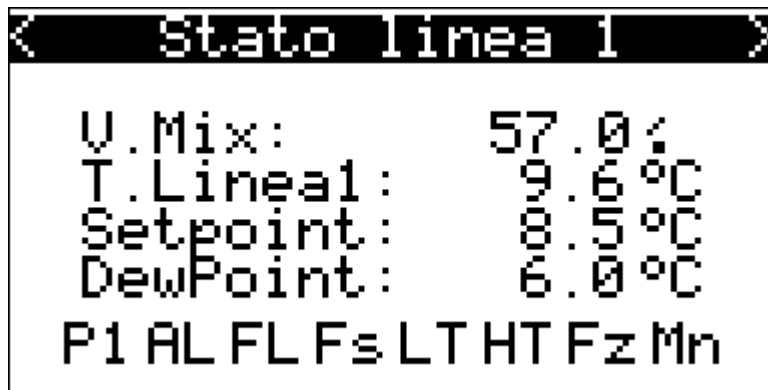 < Stato linea 1 >
V.Mix: 57.0%
T.Linea1: 9.6°C
Setpoint: 8.5°C
DewPoint: 6.0°C
P1 AL FL Fs LT HT Fz Mn